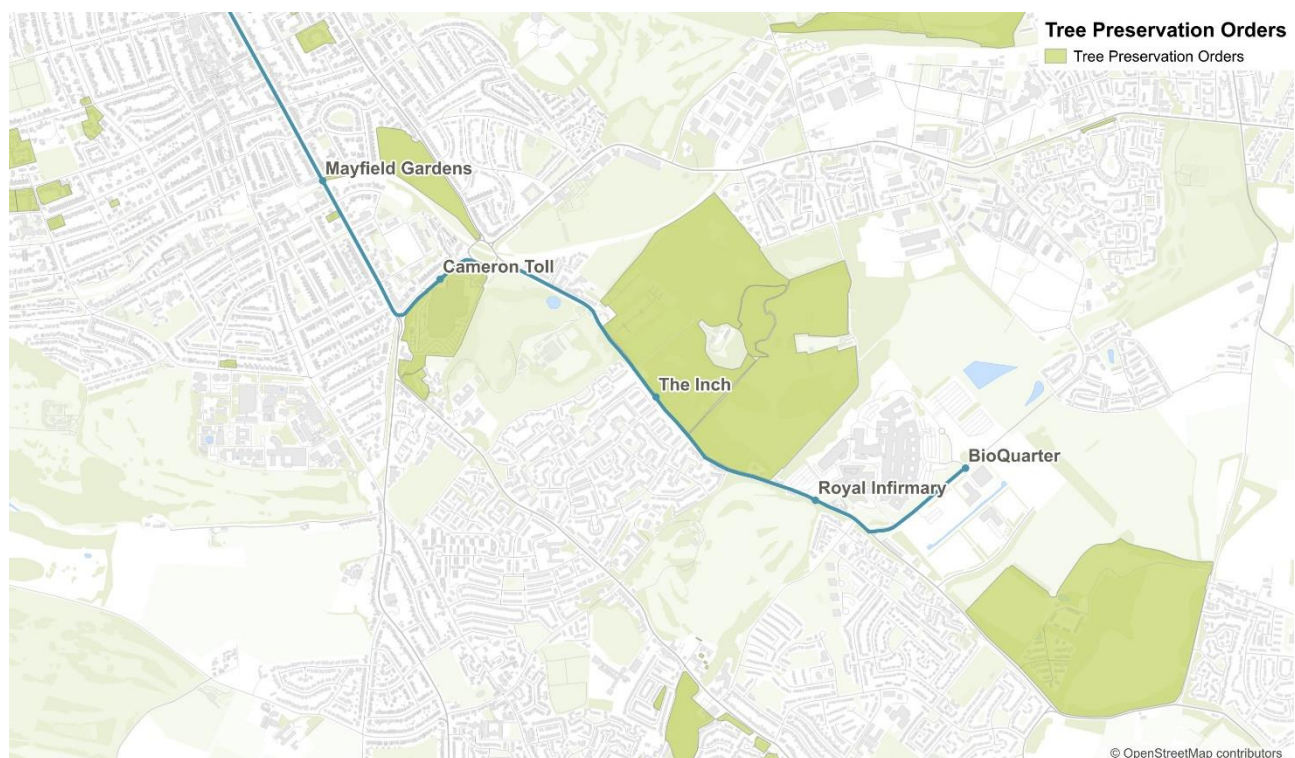 Tree Preservation Orders
Tree Preservation Orders
Mayfield Gardens
Cameron Toll
The Inch
BioQuarter
Royal Infirmary
© OpenStreetMap contributors